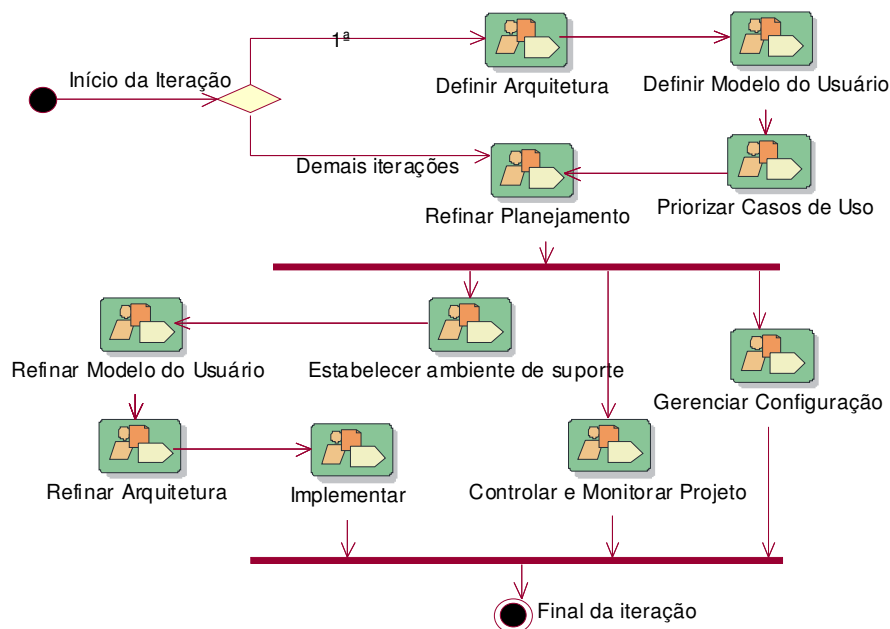 1ª
Início da Iteração
Definir Arquitetura
Definir Modelo do Usuário
Demais iterações
Refinar Planejamento
Priorizar Casos de Uso
Refinar Modelo do Usuário
Estabelecer ambiente de suporte
Gerenciar Configuração
Refinar Arquitetura
Implementar
Controlar e Monitorar Projeto
Final da iteração